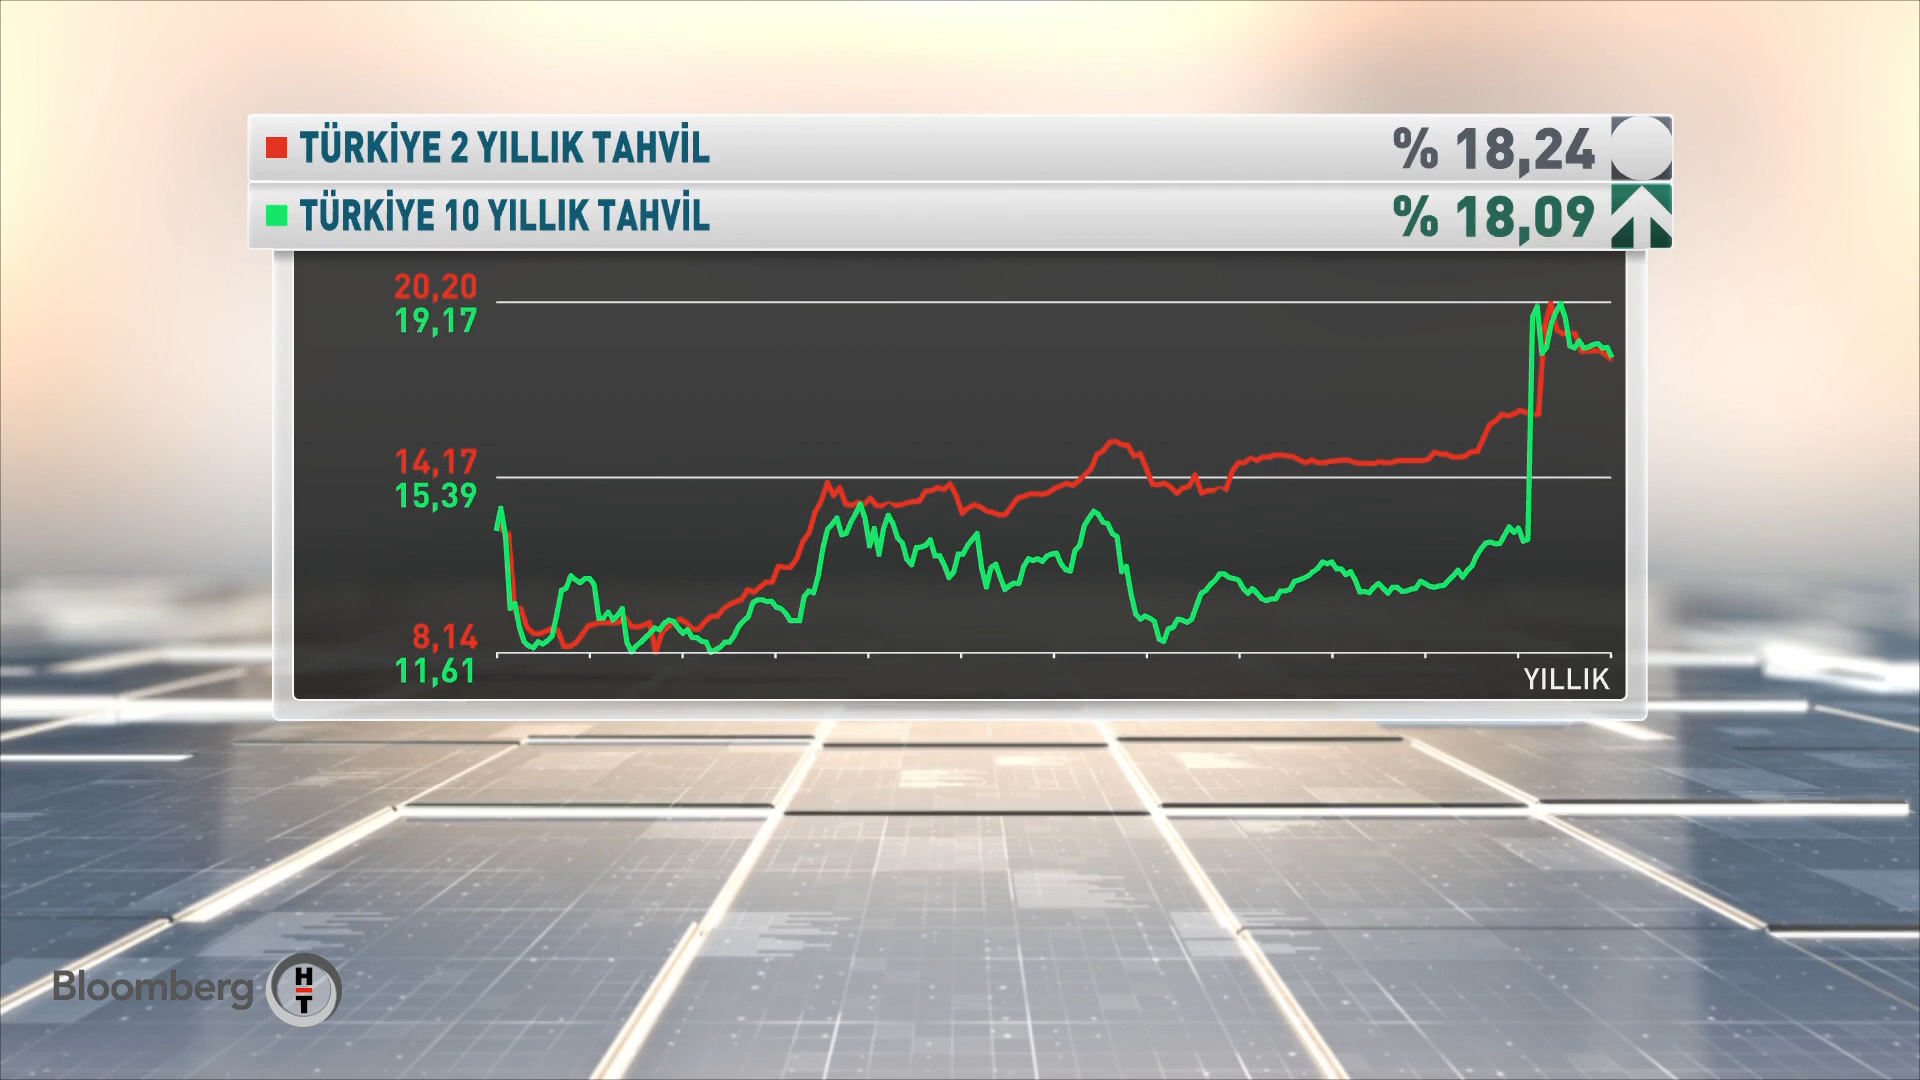 TÜRKİYE 2 YILLIK TAHVİL % 18,24
TÜRKİYE 10 YILLIK TAHVİL % 18,09
20,20
19,17
14,17
15,39
8,14
11,61
YILLIK
Bloomberg HT